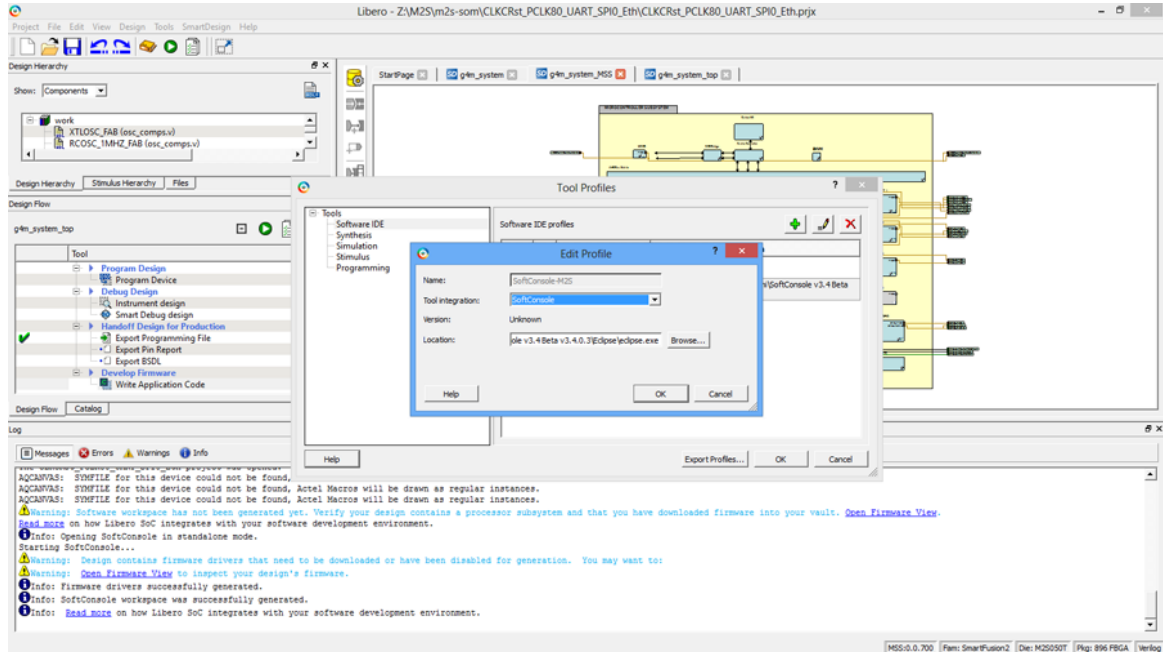 Libero - Z:\M2S\m2s-som\CLKCRst_PCLK80_UART_SPI0_Eth\CLKCRst_PCLK80_UART_SPI0_Eth.prjx
Project File Edit View Design Tools SmartDesign Help
Design Hierarchy
Show: Components
work
XTLOSC_FAB (osc_comps.v)
RCOSC_1MHZ_FAB (osc_comps.v)
Design Hierarchy Stimulus Hierarchy Files
StartPage g4m_system g4m_system_MSS g4m_system_top
Design Flow
g4m_system_top
Tool
Program Design
Program Device
Debug Design
Instrument design
Smart Debug design
Handoff Design for Production
Export Programming File
Export Pin Report
Export BSDL
Develop Firmware
Write Application Code
Design Flow Catalog
Tool Profiles
Tools
Software IDE
Synthesis
Simulation
Stimulus
Programming
Software IDE profiles
\SoftConsole v3.4 Beta
Edit Profile
Name: SoftConsole-M2S
Tool integration: SoftConsole
Version: Unknown
Location: ole v3.4 Beta v3.4.0.3\Eclipse\eclipse.exe Browse...
Help OK Cancel
Help Export Profiles... OK Cancel
Log
Messages Errors Warnings Info
AQCANVAS: SYMFILE for this device could not be found, Actel Macros will be drawn as regular instances.
AQCANVAS: SYMFILE for this device could not be found, Actel Macros will be drawn as regular instances.
Warning: Software workspace has not been generated yet. Verify your design contains a processor subsystem and that you have downloaded firmware into your vault. Open Firmware View.
Read more on how Libero SoC integrates with your software development environment.
Info: Opening SoftConsole in standalone mode.
Starting SoftConsole...
Warning: Design contains firmware drivers that need to be downloaded or have been disabled for generation. You may want to:
Warning: Open Firmware View to inspect your design's firmware.
Info: Firmware drivers successfully generated.
Info: SoftConsole workspace was successfully generated.
Info: Read more on how Libero SoC integrates with your software development environment.
MSS:0.0.700 Fam: SmartFusion2 Die: M2S050T Pkg: 896 FBGA Verilog